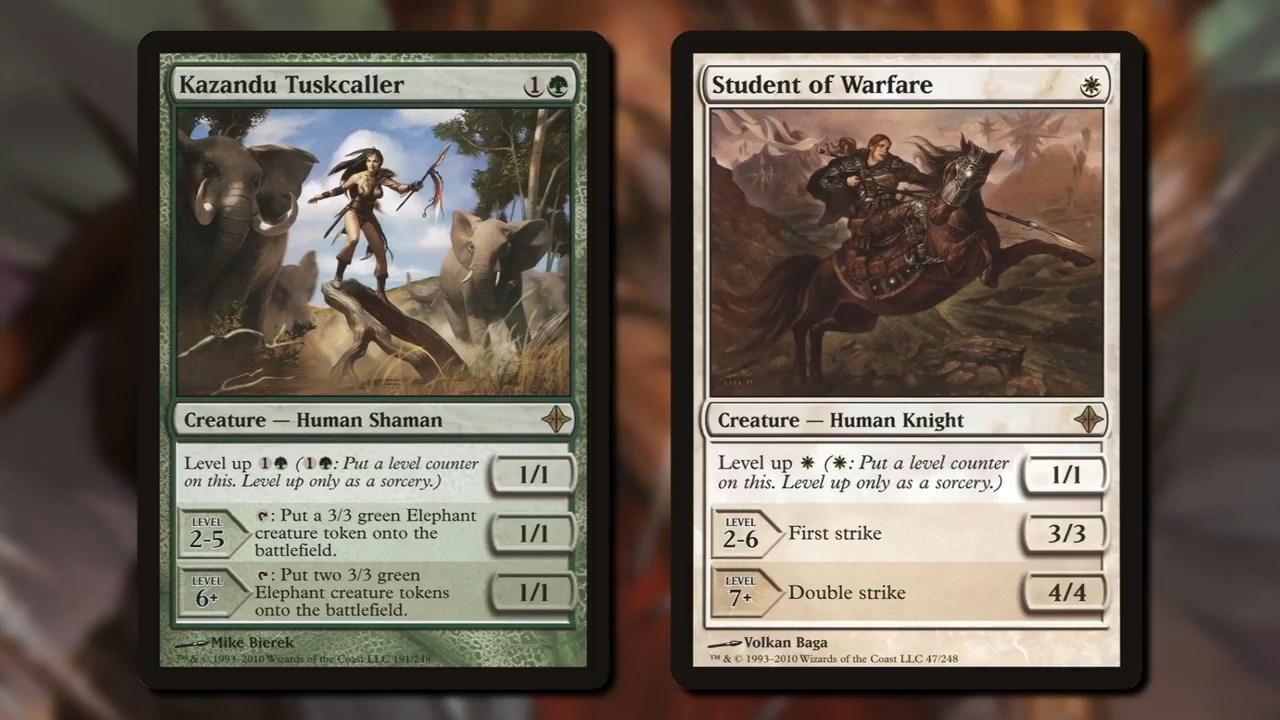 Kazandu Tuskcaller 1
Creature — Human Shaman
Level up 1 (1 : Put a level counter
on this. Level up only as a sorcery.)
1/1
LEVEL
2-5
: Put a 3/3 green Elephant
creature token onto the
battlefield.
1/1
LEVEL
6+
: Put two 3/3 green
Elephant creature tokens
onto the battlefield.
1/1
Mike Bierek
™ & © 1993–2010 Wizards of the Coast LLC 191/248
Student of Warfare
Creature — Human Knight
Level up ( : Put a level counter
on this. Level up only as a sorcery.)
1/1
LEVEL
2-6
First strike
3/3
LEVEL
7+
Double strike
4/4
Volkan Baga
™ & © 1993–2010 Wizards of the Coast LLC 47/248